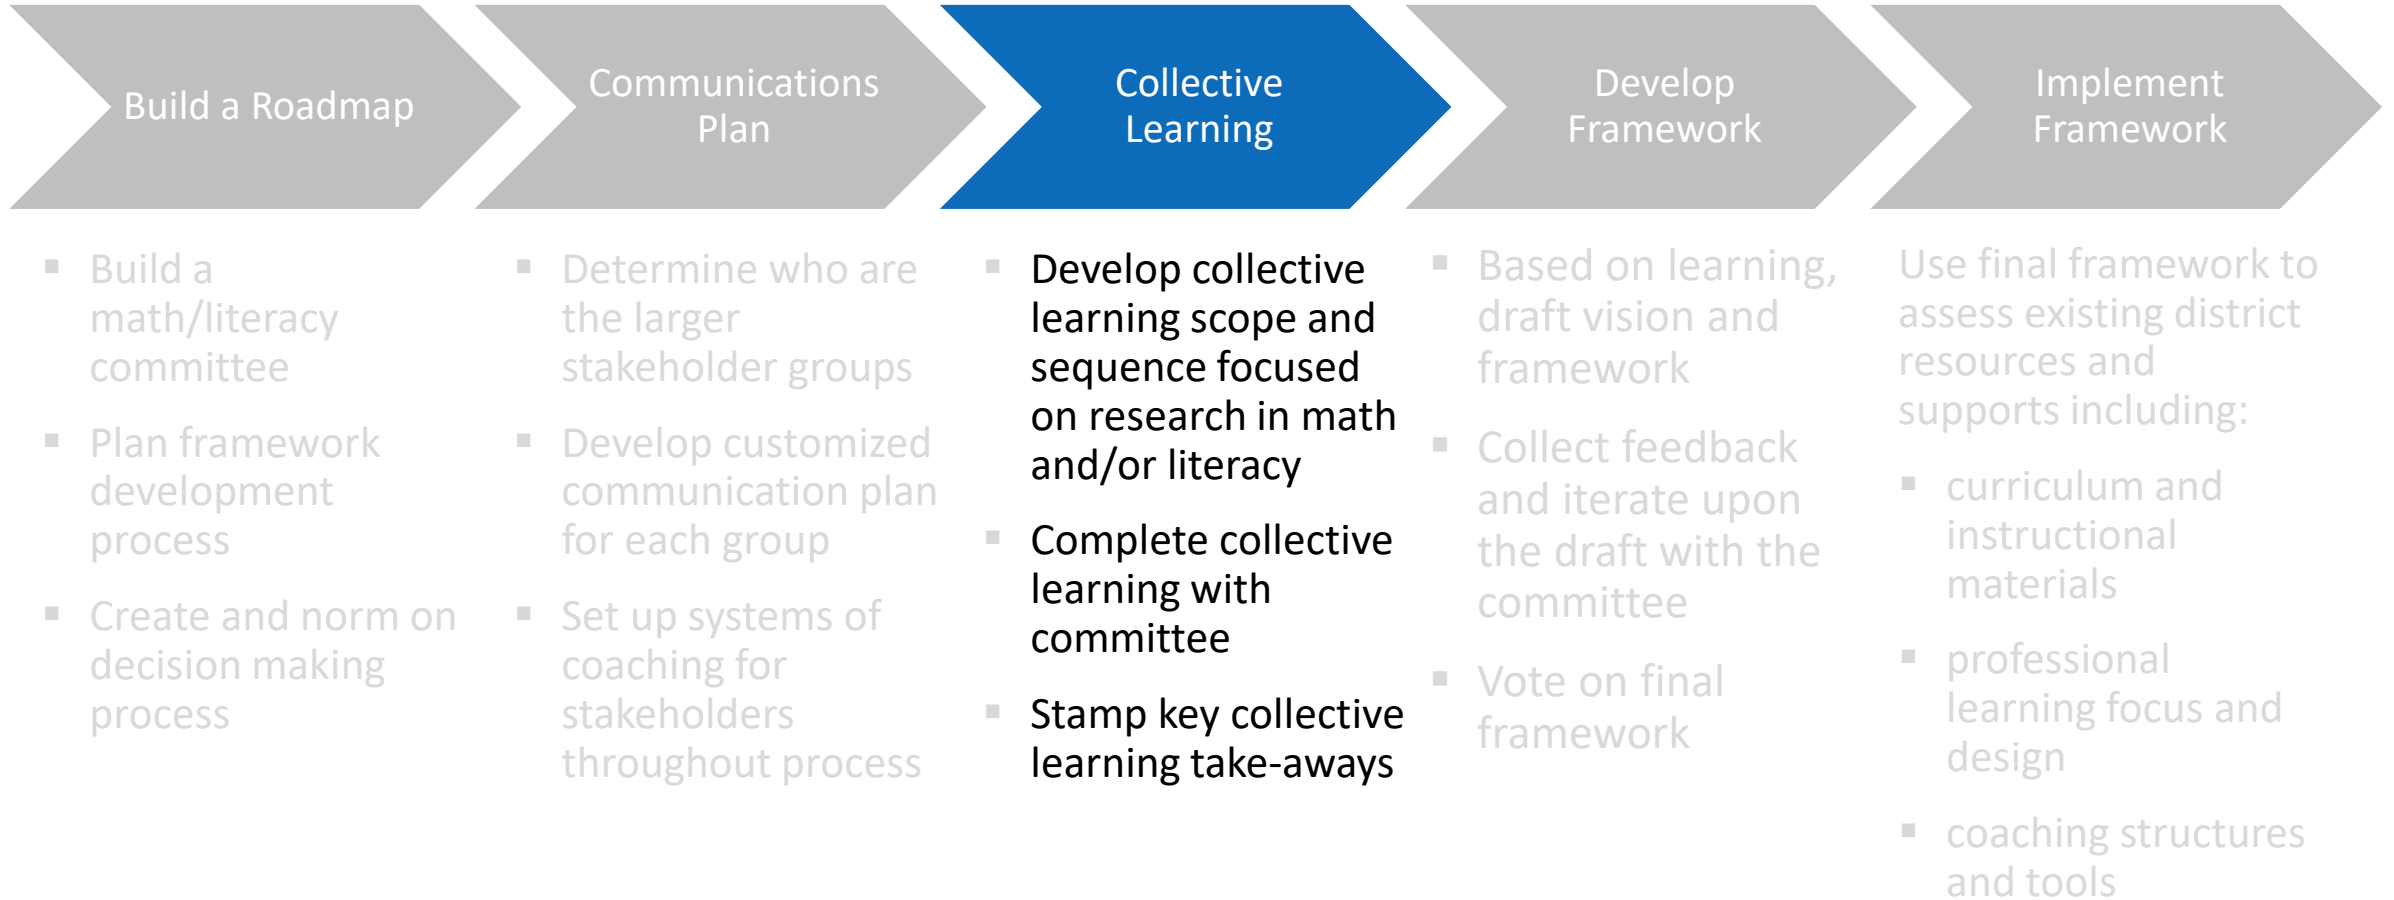 Build a Roadmap
Communications
Plan
Collective
Learning
Develop
Framework
Implement
Framework
▪ Build a
math/literacy
committee
▪ Plan framework
development
process
▪ Create and norm on
decision making
process
▪ Determine who are
the larger
stakeholder groups
▪ Develop customized
communication plan
for each group
▪ Set up systems of
coaching for
stakeholders
throughout process
▪ Develop collective
learning scope and
sequence focused
on research in math
and/or literacy
▪ Complete collective
learning with
committee
▪ Stamp key collective
learning take-aways
▪ Based on learning,
draft vision and
framework
▪ Collect feedback
and iterate upon
the draft with the
committee
▪ Vote on final
framework
Use final framework to
assess existing district
resources and
supports including:
▪ curriculum and
instructional
materials
▪ professional
learning focus and
design
▪ coaching structures
and tools